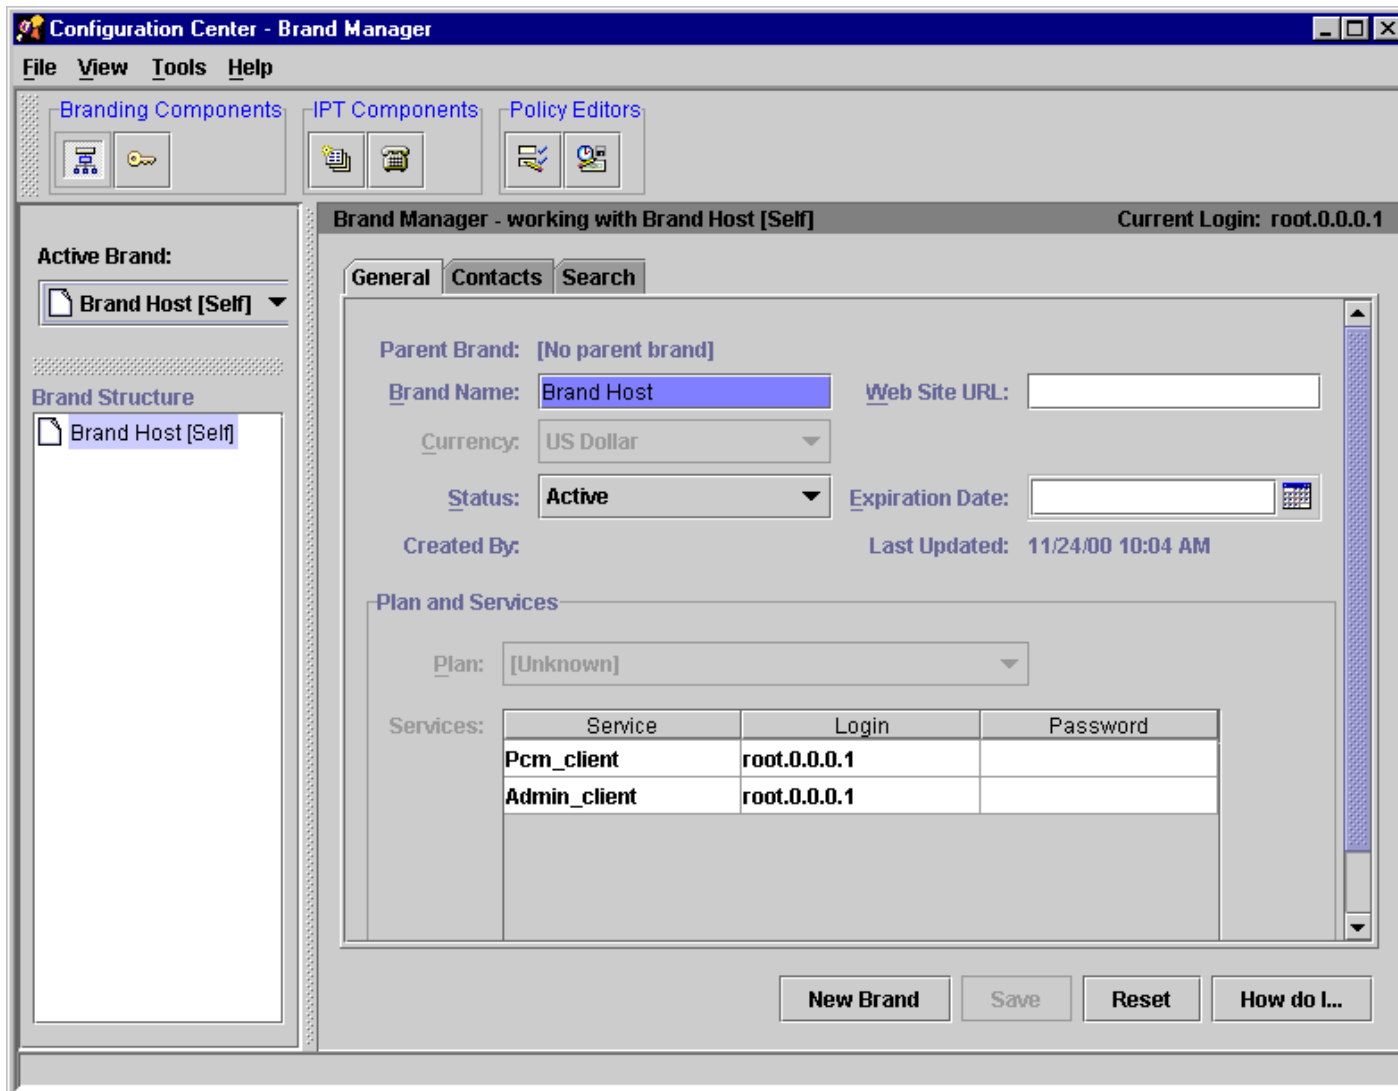 Configuration Center - Brand Manager
File View Tools Help
Branding Components IPT Components Policy Editors
Brand Manager - working with Brand Host [Self] Current Login: root.0.0.0.1
Active Brand:
Brand Host [Self]
Brand Structure
Brand Host [Self]
General Contacts Search
Parent Brand: [No parent brand]
Brand Name: Brand Host Web Site URL:
Currency: US Dollar
Status: Active Expiration Date:
Created By: Last Updated: 11/24/00 10:04 AM
Plan and Services
Plan: [Unknown]
Services: Service Login Password
Pcm_client root.0.0.0.1
Admin_client root.0.0.0.1
New Brand Save Reset How do I...